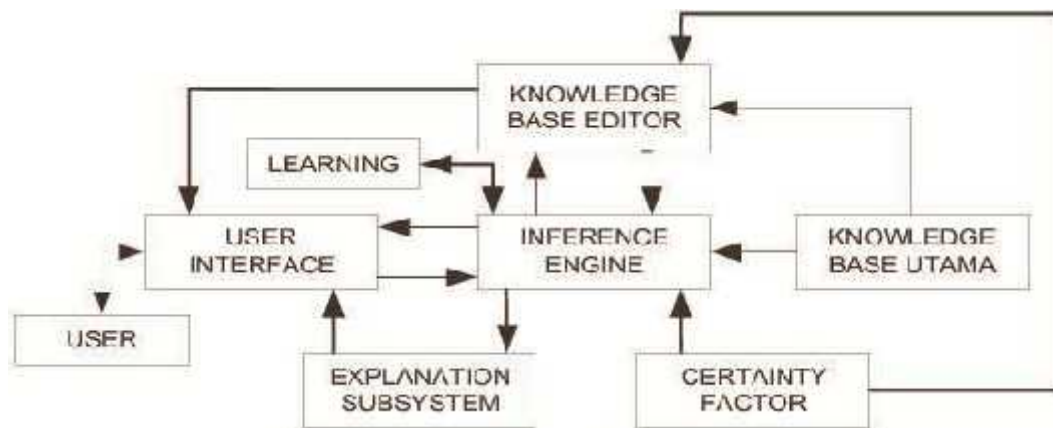 KNOWLEDGE
BASE EDITOR
LEARNING
USER
INTERFACE
INFERENCE
ENGINE
KNOWLEDGE
BASE UTAMA
USER
EXPLANATION
SUBSYSTEM
CERTAINTY
FACTOR